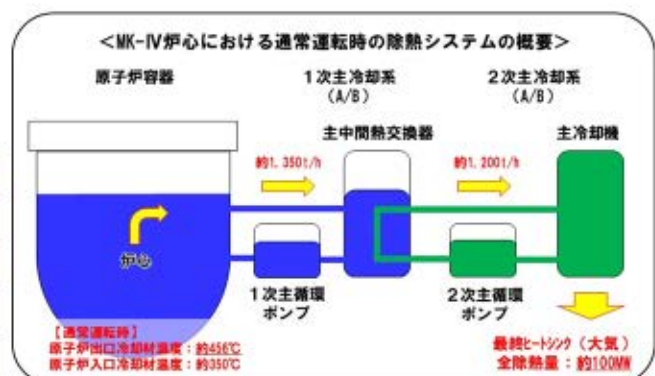 <MK-Ⅳ炉心における通常運転時の除熱システムの概要>
原子炉容器
1次主冷却系
(A/B)
2次主冷却系
(A/B)
主中間熱交換器
主冷却機
約1,350t/h
約1,200t/h
炉心
1次主循環
ポンプ
2次主循環
ポンプ
【通常運転時】
原子炉出口冷却材温度:約456℃
原子炉入口冷却材温度:約350℃
最終ヒートシンク(大気)
全除熱量:約100MW